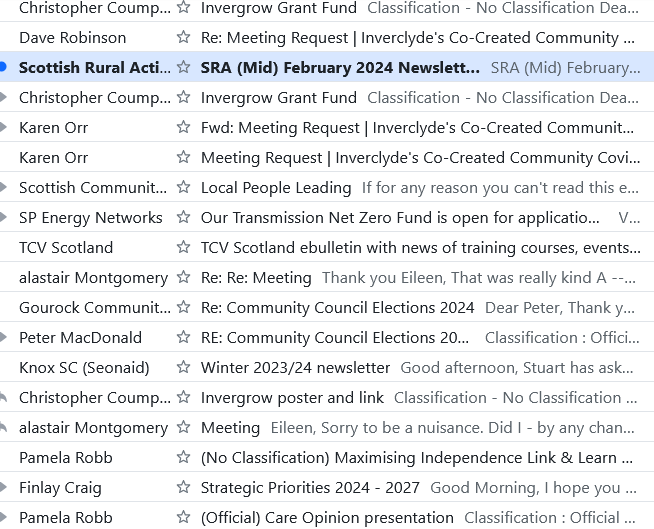 Christopher Coump... Invergrow Grant Fund Classification - No Classification Dea...
Dave Robinson Re: Meeting Request | Inverclyde's Co-Created Community ...
Scottish Rural Acti... SRA (Mid) February 2024 Newslett... SRA (Mid) February...
Christopher Coump... Invergrow Grant Fund Classification - No Classification Dea...
Karen Orr Fwd: Meeting Request | Inverclyde's Co-Created Communit...
Karen Orr Meeting Request | Inverclyde's Co-Created Community Covi...
Scottish Communit... Local People Leading If for any reason you can't read this e...
SP Energy Networks Our Transmission Net Zero Fund is open for applicatio... V...
TCV Scotland TCV Scotland ebulletin with news of training courses, events...
alastair Montgomery Re: Re: Meeting Thank you Eileen, That was really kind A --...
Gourock Communit... Re: Community Council Elections 2024 Dear Peter, Thank y...
Peter MacDonald RE: Community Council Elections 20... Classification : Offici...
Knox SC (Seonaid) Winter 2023/24 newsletter Good afternoon, Stuart has ask...
Christopher Coump... Invergrow poster and link Classification - No Classification ...
alastair Montgomery Meeting Eileen, Sorry to be a nuisance. Did I - by any chan...
Pamela Robb (No Classification) Maximising Independence Link & Learn ...
Finlay Craig Strategic Priorities 2024 - 2027 Good Morning, I hope you ...
Pamela Robb (Official) Care Opinion presentation Classification : Official ...